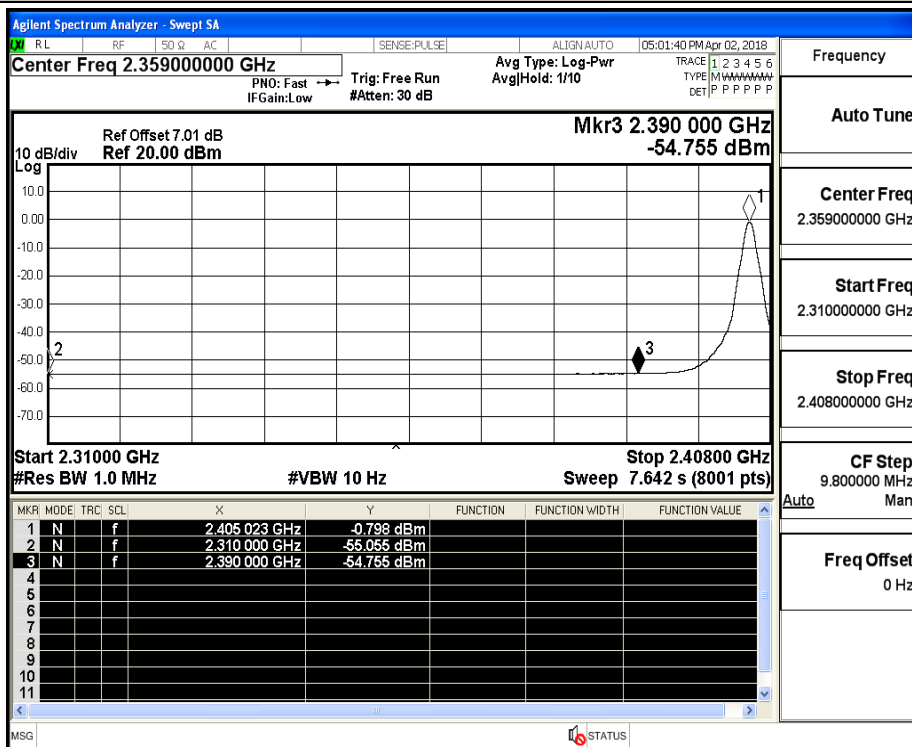 Agilent Spectrum Analyzer - Swept SA
LXI RL RF 50 Ω AC SENSE:PULSE ALIGN AUTO 05:01:40 PM Apr 02, 2018
Center Freq 2.359000000 GHz
PNO: Fast
IFGain:Low
Trig: Free Run
#Atten: 30 dB
Avg Type: Log-Pwr
Avg|Hold: 1/10
TRACE 1 2 3 4 5 6
TYPE M WWWWW
DET P P P P P P
Ref Offset 7.01 dB
10 dB/div Ref 20.00 dBm
Log
Mkr3 2.390 000 GHz
-54.755 dBm
10.0
0.00
-10.0
-20.0
-30.0
-40.0
-50.0
-60.0
-70.0
1
2
3
Start 2.31000 GHz Stop 2.40800 GHz
#Res BW 1.0 MHz #VBW 10 Hz Sweep 7.642 s (8001 pts)
MKR MODE TRC SCL X Y FUNCTION FUNCTION WIDTH FUNCTION VALUE
1 N f 2.405 023 GHz -0.798 dBm
2 N f 2.310 000 GHz -55.055 dBm
3 N f 2.390 000 GHz -54.755 dBm
4
5
6
7
8
9
10
11
MSG STATUS
Frequency
Auto Tune
Center Freq
2.359000000 GHz
Start Freq
2.310000000 GHz
Stop Freq
2.408000000 GHz
CF Step
9.800000 MHz
Auto Man
Freq Offset
0 Hz